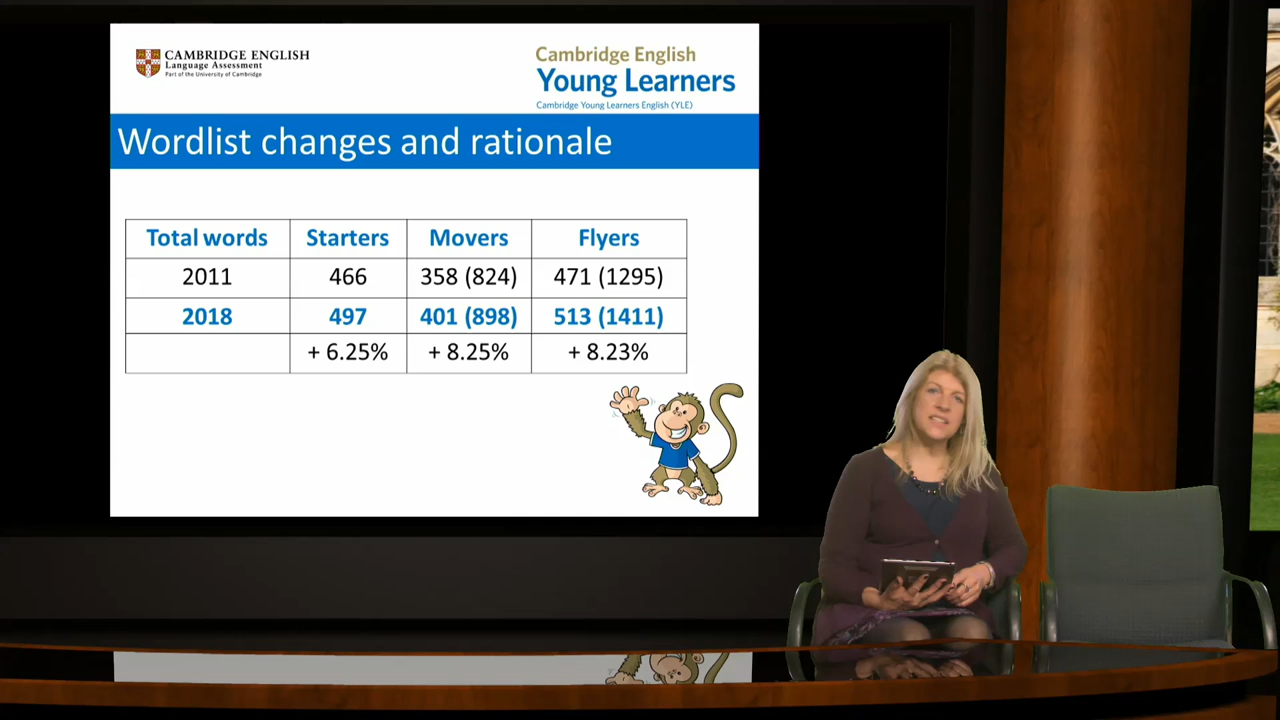 CAMBRIDGE ENGLISH
Language Assessment
Part of the University of Cambridge
Cambridge English
Young Learners
Cambridge Young Learners English (YLE)
Wordlist changes and rationale
Total words Starters Movers Flyers
2011 466 358 (824) 471 (1295)
2018 497 401 (898) 513 (1411)
+ 6.25% + 8.25% + 8.23%